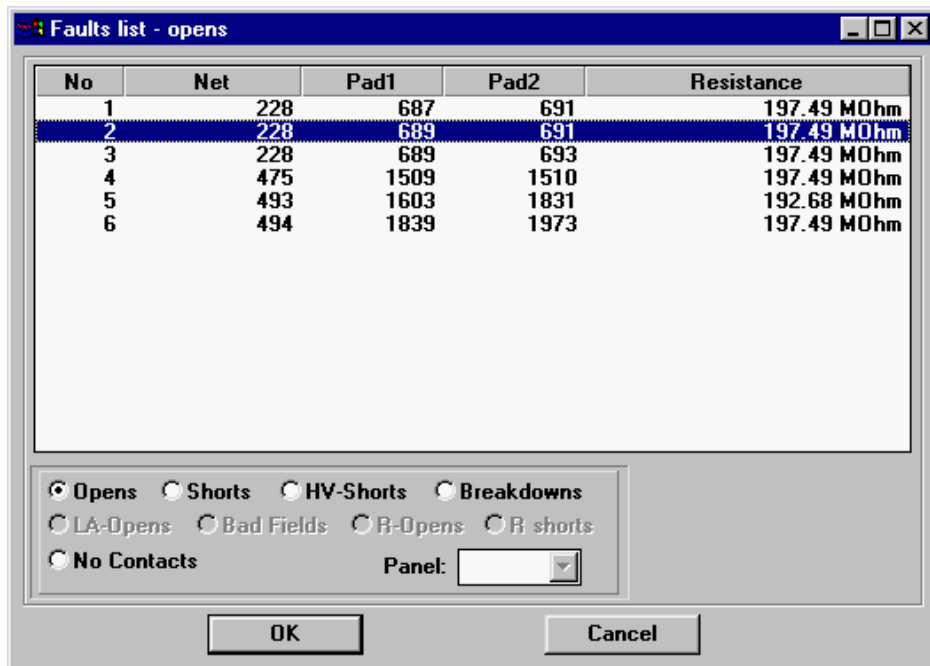 Faults list - opens
No Net Pad1 Pad2 Resistance
1 228 687 691 197.49 MOhm
2 228 689 691 197.49 MOhm
3 228 689 693 197.49 MOhm
4 475 1509 1510 197.49 MOhm
5 493 1603 1831 192.68 MOhm
6 494 1839 1973 197.49 MOhm
Opens Shorts HV-Shorts Breakdowns
LA-Opens Bad Fields R-Opens R shorts
No Contacts Panel:
OK Cancel